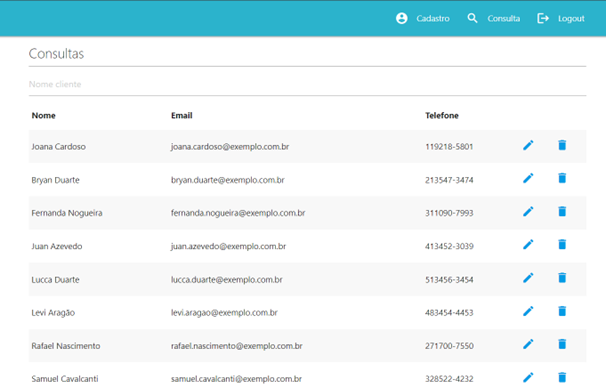 Cadastro Consulta Logout
Consultas
Nome cliente
Nome Email Telefone
Joana Cardoso joana.cardoso@exemplo.com.br 119218-5801
Bryan Duarte bryan.duarte@exemplo.com.br 213547-3474
Fernanda Nogueira fernanda.nogueira@exemplo.com.br 311090-7993
Juan Azevedo juan.azevedo@exemplo.com.br 413452-3039
Lucca Duarte lucca.duarte@exemplo.com.br 513456-3454
Levi Aragão levi.aragao@exemplo.com.br 483454-4453
Rafael Nascimento rafael.nascimento@exemplo.com.br 271700-7550
Samuel Cavalcanti samuel.cavalcanti@exemplo.com.br 328522-4232